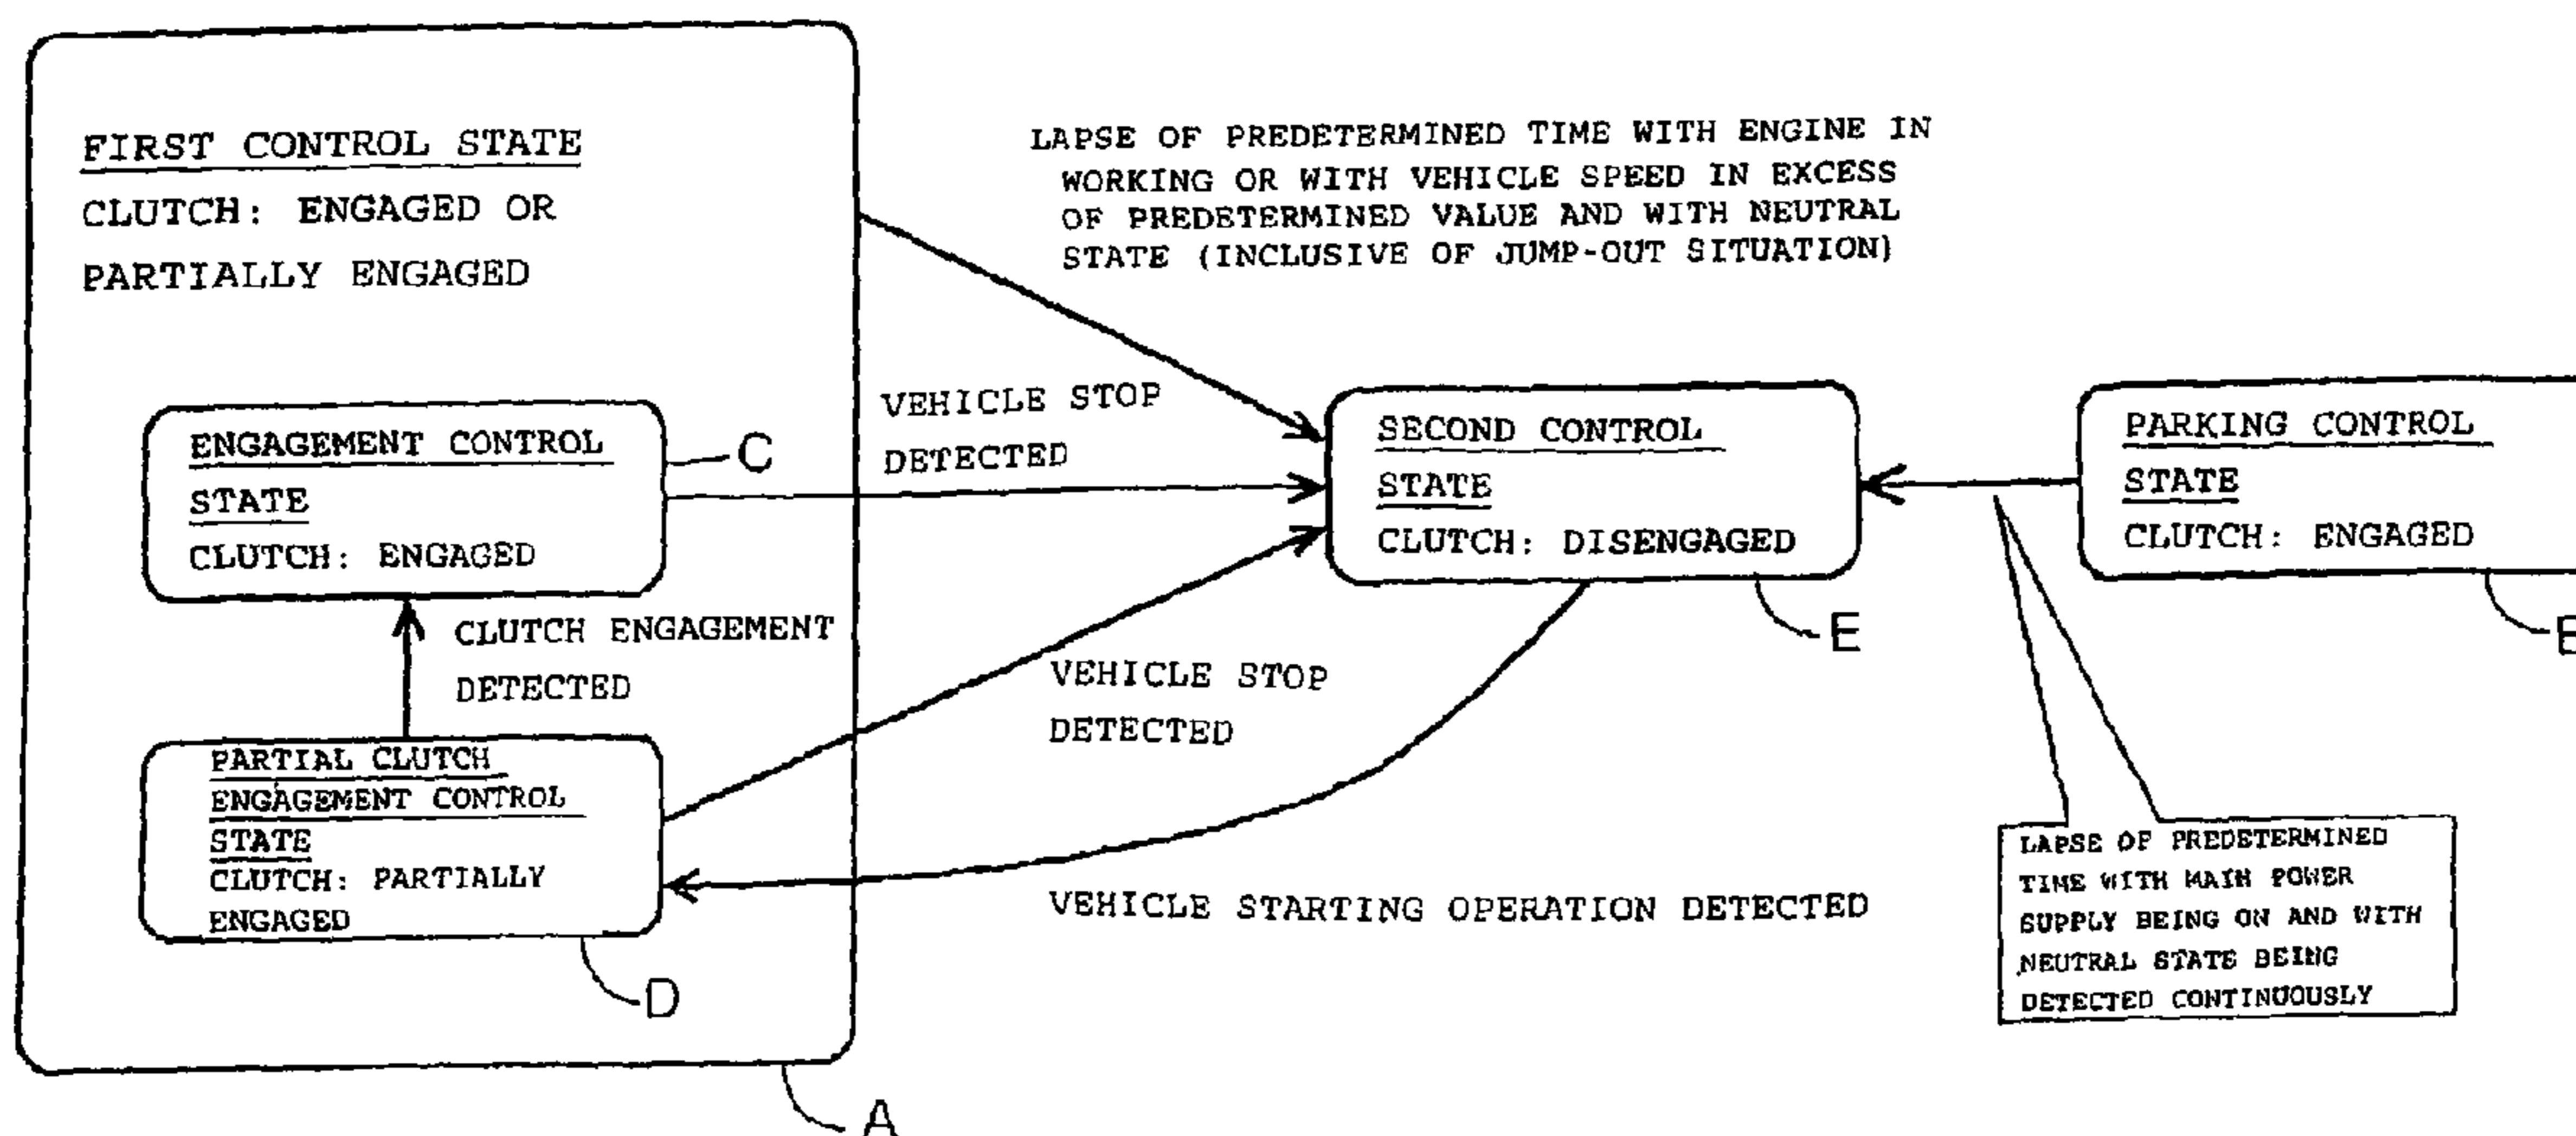 FIRST CONTROL STATE
CLUTCH: ENGAGED OR
PARTIALLY ENGAGED
LAPSE OF PREDETERMINED TIME WITH ENGINE IN
WORKING OR WITH VEHICLE SPEED IN EXCESS
OF PREDETERMINED VALUE AND WITH NEUTRAL
STATE (INCLUSIVE OF JUMP-OUT SITUATION)
ENGAGEMENT CONTROL
STATE
CLUTCH: ENGAGED
C
VEHICLE STOP
DETECTED
SECOND CONTROL
STATE
CLUTCH: DISENGAGED
E
PARKING CONTROL
STATE
CLUTCH: ENGAGED
CLUTCH ENGAGEMENT
DETECTED
VEHICLE STOP
DETECTED
PARTIAL CLUTCH
ENGAGEMENT CONTROL
STATE
CLUTCH: PARTIALLY
ENGAGED
D
VEHICLE STARTING OPERATION DETECTED
LAPSE OF PREDETERMINED
TIME WITH MAIN POWER
SUPPLY BEING ON AND WITH
NEUTRAL STATE BEING
DETECTED CONTINUOUSLY
A